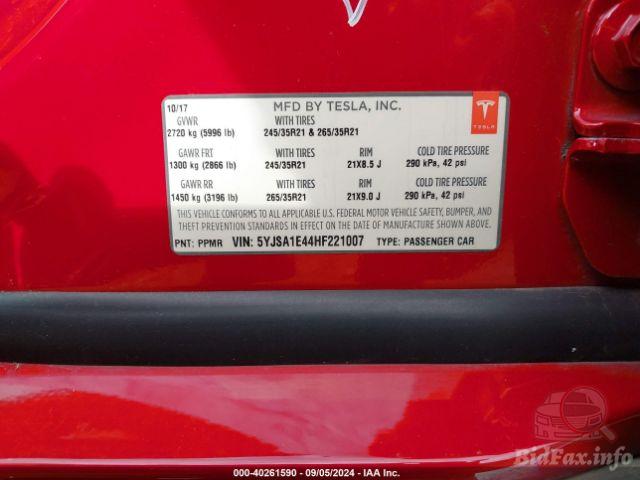 10/17 MFD BY TESLA, INC.
GVWR WITH TIRES
2720 kg (5996 lb) 245/35R21 & 265/35R21
TESLA
GAWR FRT WITH TIRES RIM COLD TIRE PRESSURE
1300 kg (2866 lb) 245/35R21 21X8.5 J 290 kPa, 42 psi
GAWR RR WITH TIRES RIM COLD TIRE PRESSURE
1450 kg (3196 lb) 265/35R21 21X9.0 J 290 kPa, 42 psi
THIS VEHICLE CONFORMS TO ALL APPLICABLE U.S. FEDERAL MOTOR VEHICLE SAFETY, BUMPER, AND
THEFT PREVENTION STANDARDS IN EFFECT ON THE DATE OF MANUFACTURE SHOWN ABOVE.
PNT: PPMR VIN: 5YJSA1E44HF221007 TYPE: PASSENGER CAR
BidFax.info
000-40261590 - 09/05/2024 - IAA Inc.